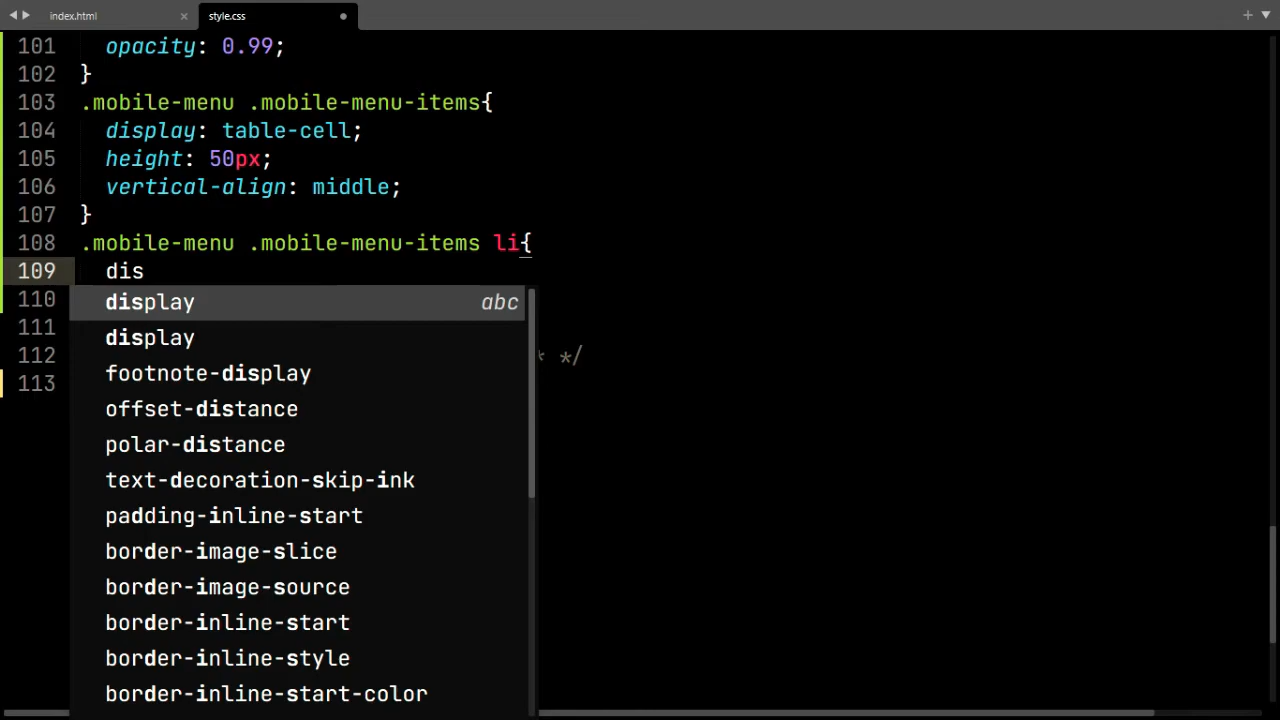 index.html ×
style.css
101 opacity: 0.99;
102 }
103 .mobile-menu .mobile-menu-items{
104 display: table-cell;
105 height: 50px;
106 vertical-align: middle;
107 }
108 .mobile-menu .mobile-menu-items li{
109 dis
110 display abc
111 display
112 * */
113 footnote-display
offset-distance
polar-distance
text-decoration-skip-ink
padding-inline-start
border-image-slice
border-image-source
border-inline-start
border-inline-style
border-inline-start-color